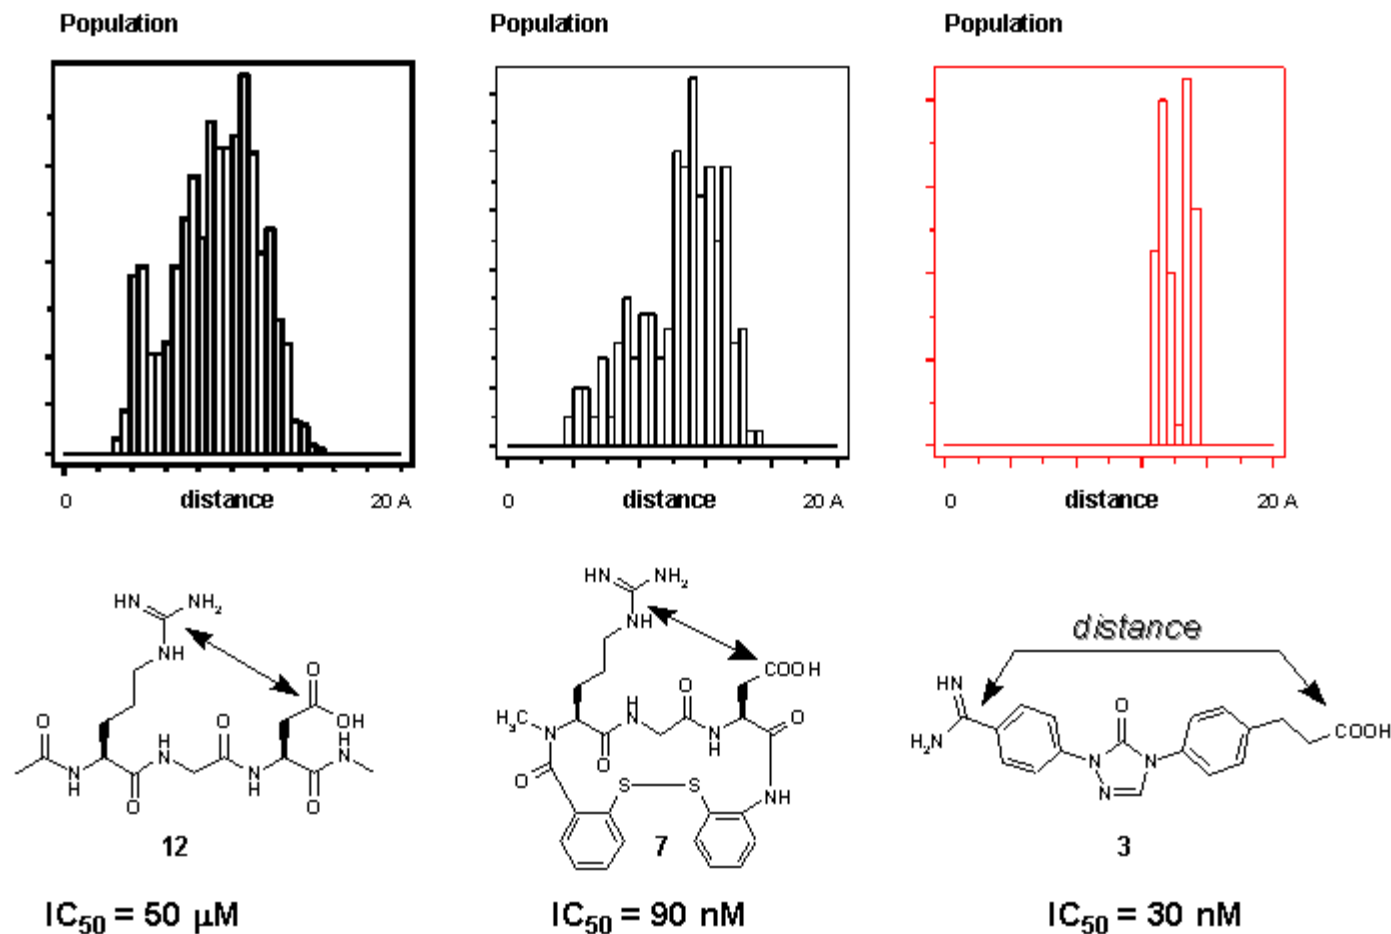 Population
Population
Population
0
distance
20 A
0
distance
20 A
0
distance
20 A
HN
NH2
NH
O
O
OH
H
N
O
N
H
O
N
H
O
H
N
O
12
IC50 = 50 μM
HN
NH2
NH
COOH
O
H3C
N
H
N
N
H
O
O
O
S
S
NH
7
IC50 = 90 nM
distance
HN
H2N
O
COOH
N
N
N
3
IC50 = 30 nM